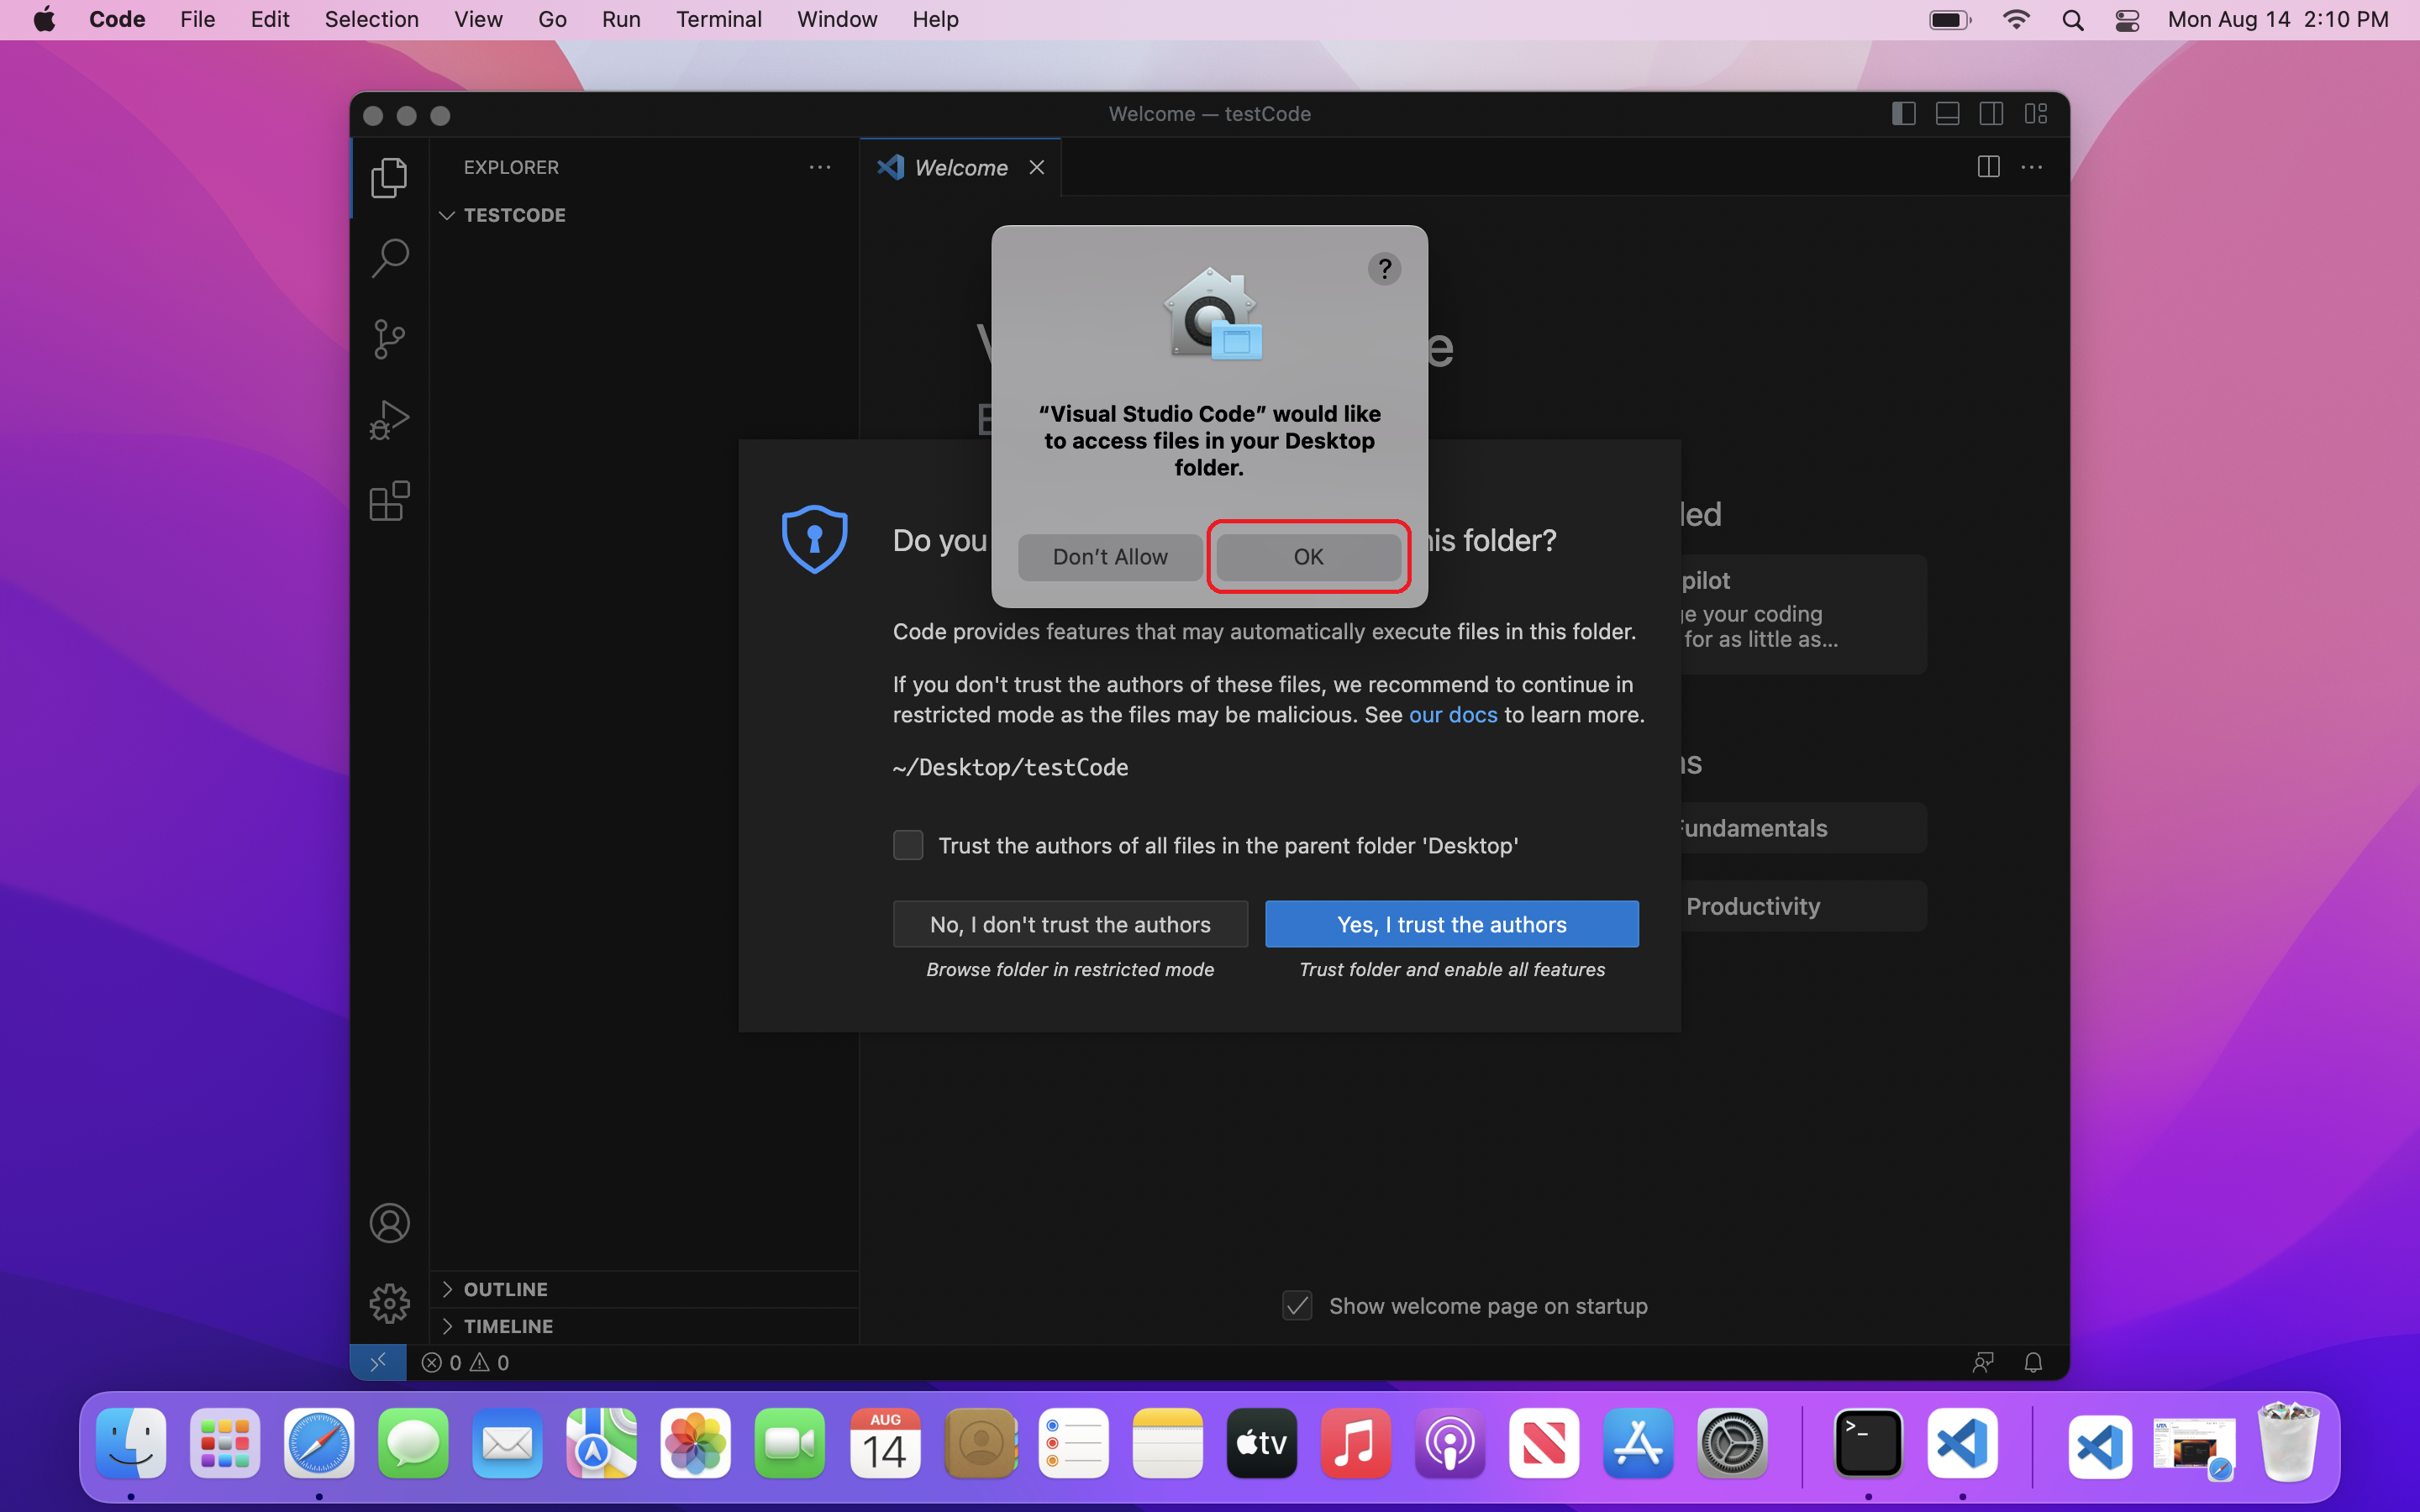 Code File Edit Selection View Go Run Terminal Window Help Mon Aug 14 2:10 PM
Welcome — testCode
EXPLORER
Welcome
TESTCODE
?
“Visual Studio Code” would like
to access files in your Desktop
folder.
Don’t Allow OK
Do you
his folder?
Code provides features that may automatically execute files in this folder.
If you don't trust the authors of these files, we recommend to continue in
restricted mode as the files may be malicious. See our docs to learn more.
~/Desktop/testCode
Trust the authors of all files in the parent folder 'Desktop'
No, I don't trust the authors Yes, I trust the authors
Browse folder in restricted mode Trust folder and enable all features
your coding
for as little as...
Fundamentals
Productivity
OUTLINE
TIMELINE
Show welcome page on startup
0 0
AUG
14
tv
>_